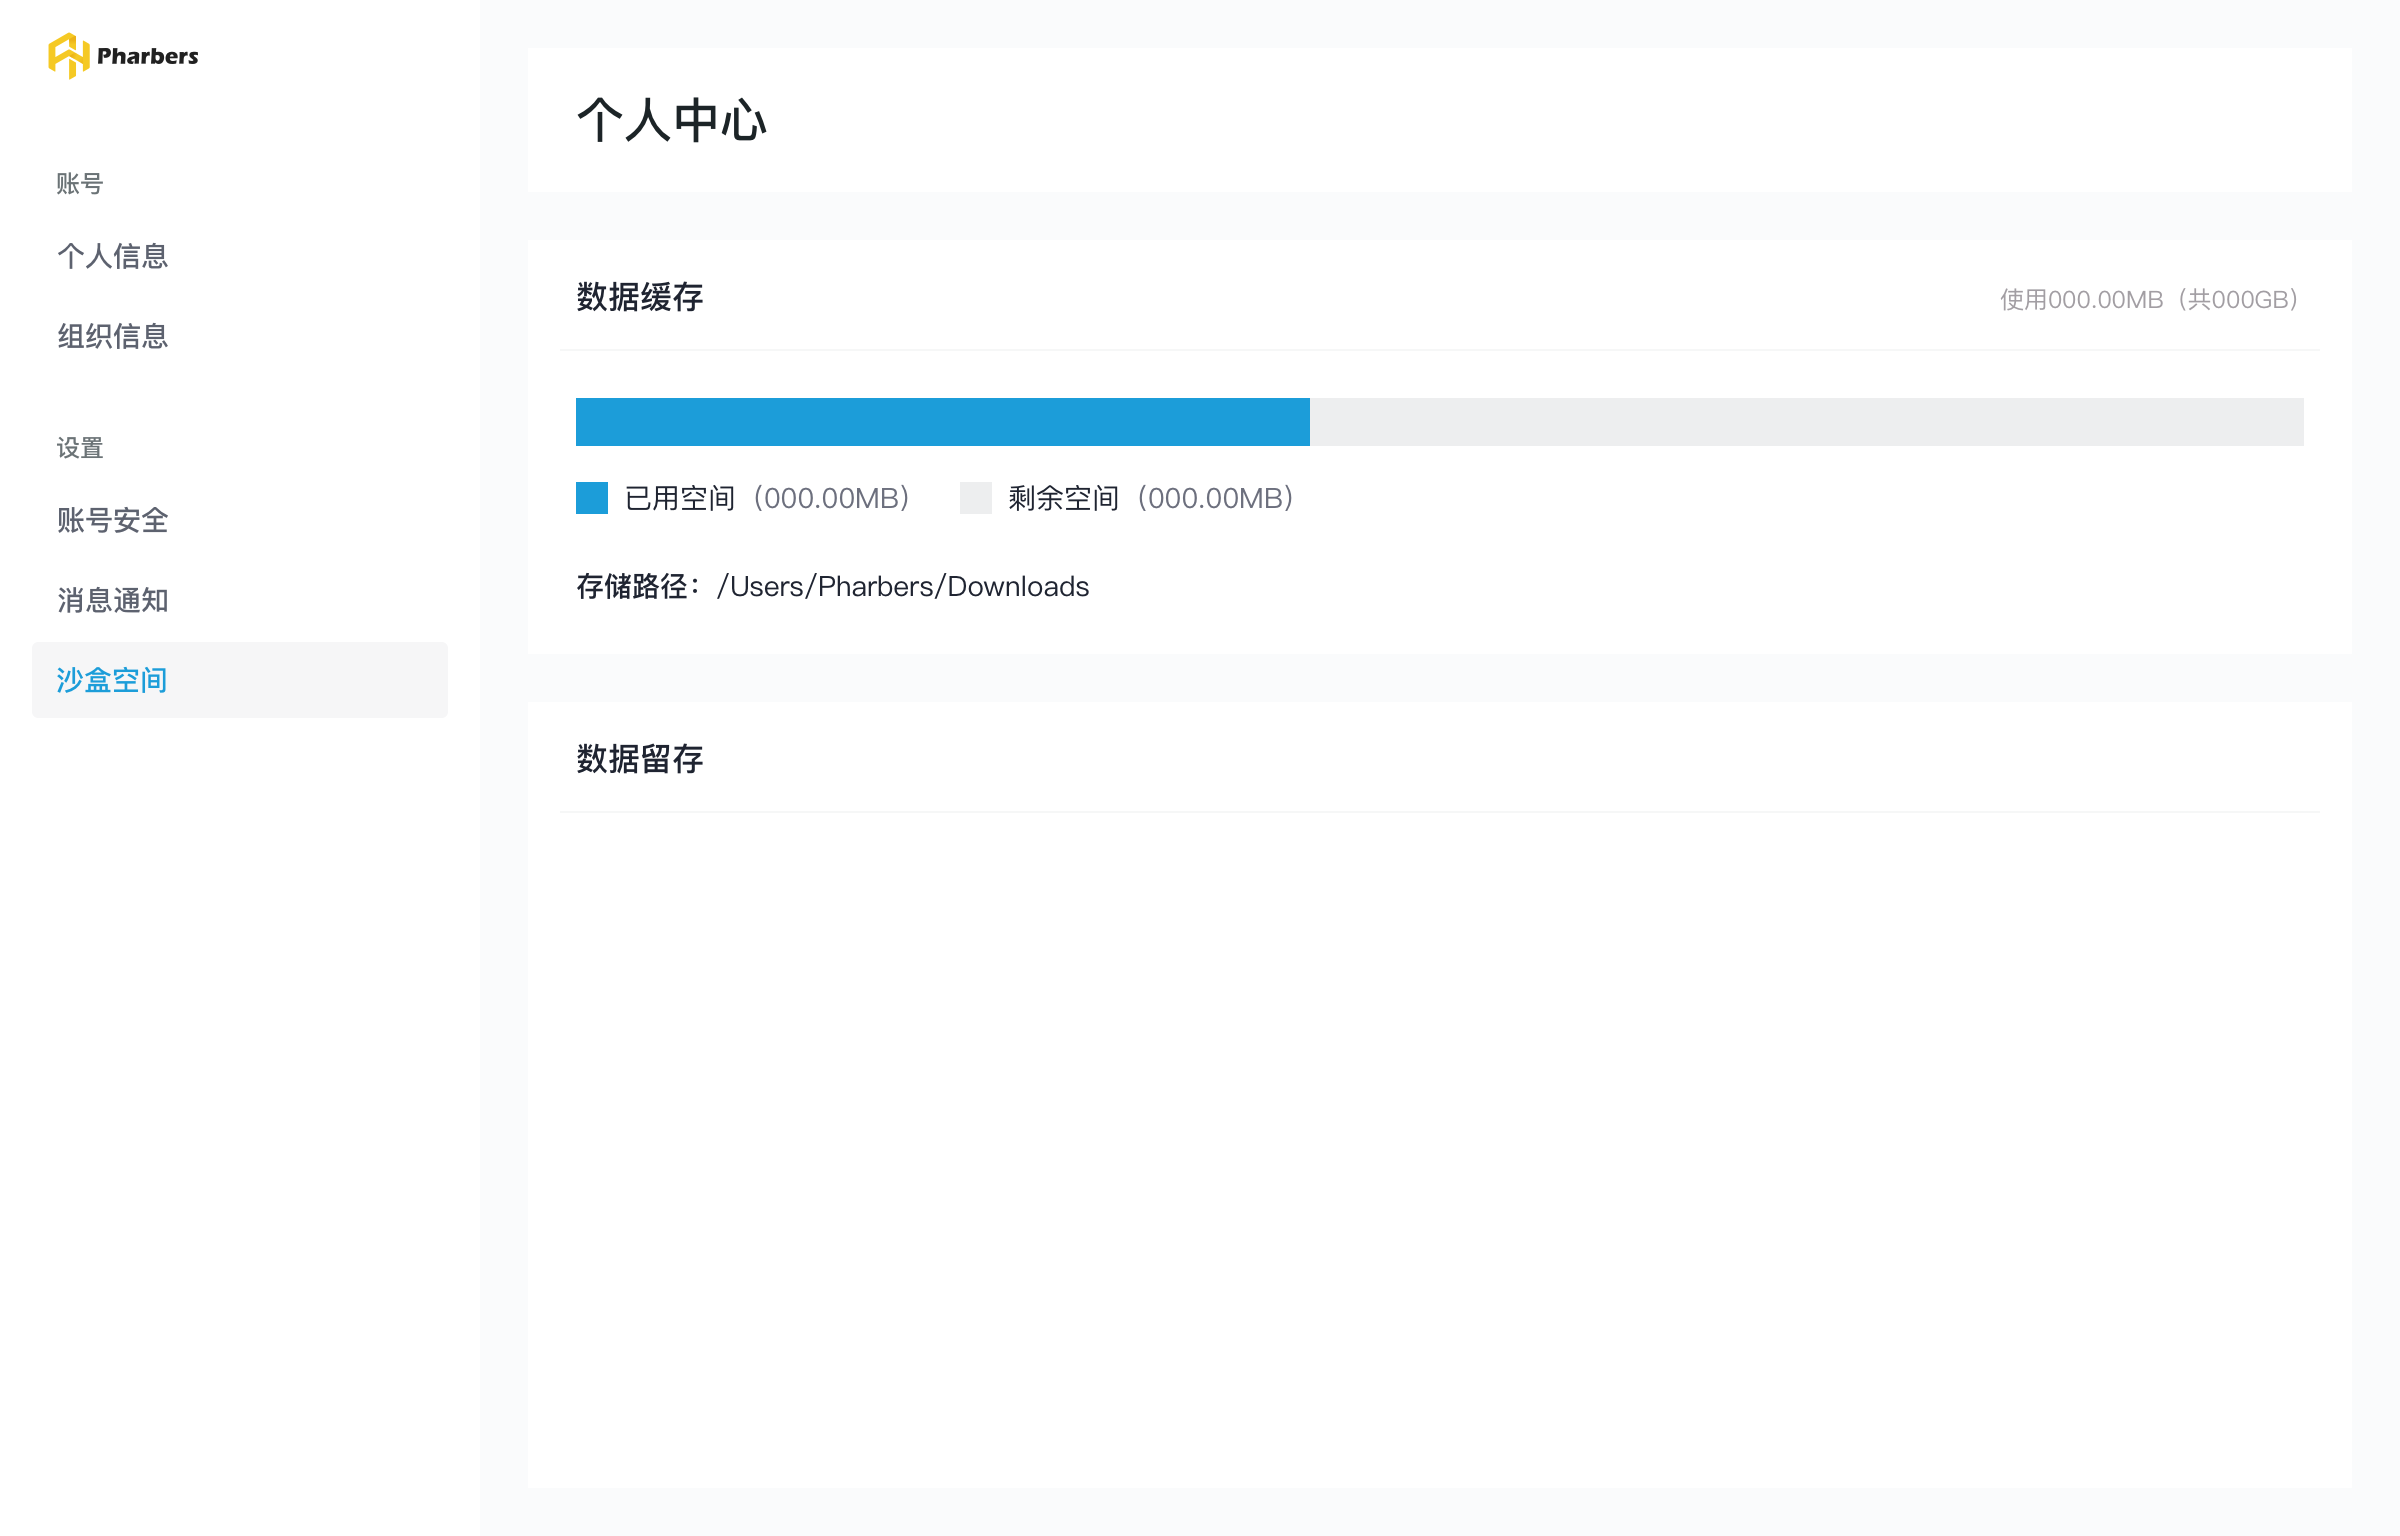 Pharbers
账号
个人信息
组织信息
设置
账号安全
消息通知
沙盒空间
个人中心
数据缓存
使用000.00MB（共000GB）
已用空间（000.00MB）
剩余空间（000.00MB）
存储路径：/Users/Pharbers/Downloads
数据留存